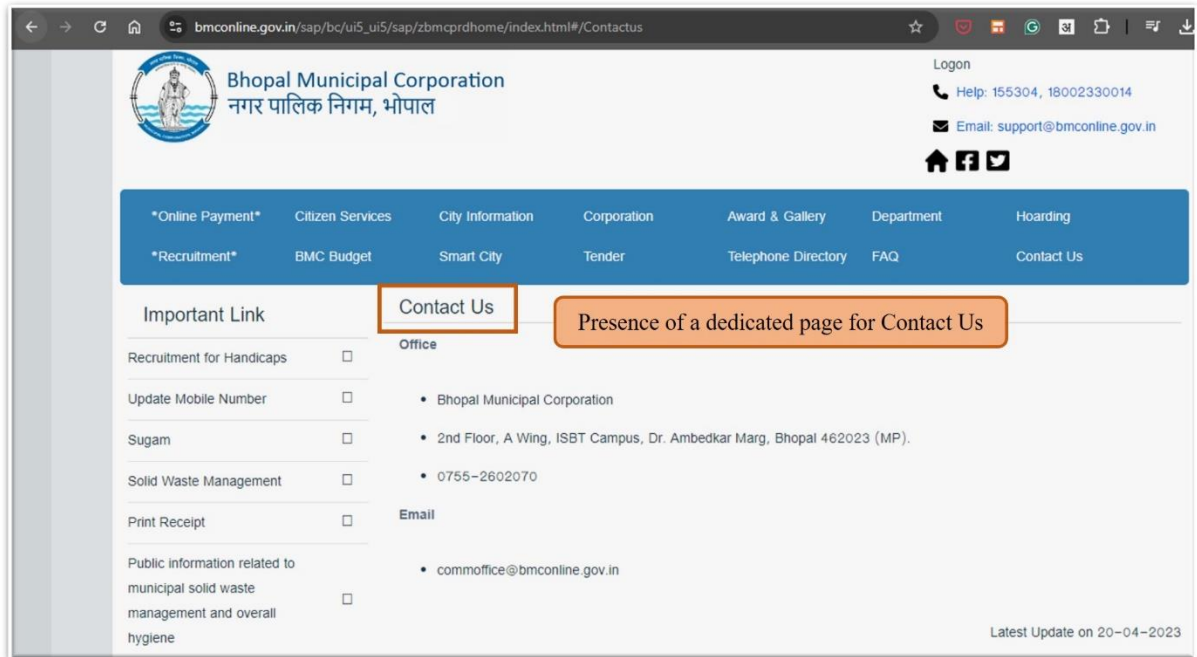 bmconline.gov.in/sap/bc/ui5_ui5/sap/zbmcprdhome/index.html#/Contactus
Bhopal Municipal Corporation
नगर पालिक निगम, भोपाल
Logon
Help: 155304, 18002330014
Email: support@bmconline.gov.in
*Online Payment* Citizen Services City Information Corporation Award & Gallery Department Hoarding
*Recruitment* BMC Budget Smart City Tender Telephone Directory FAQ Contact Us
Important Link
Recruitment for Handicaps
Update Mobile Number
Sugam
Solid Waste Management
Print Receipt
Public information related to
municipal solid waste
management and overall
hygiene
Contact Us
Presence of a dedicated page for Contact Us
Office
• Bhopal Municipal Corporation
• 2nd Floor, A Wing, ISBT Campus, Dr. Ambedkar Marg, Bhopal 462023 (MP).
• 0755-2602070
Email
• commoffice@bmconline.gov.in
Latest Update on 20-04-2023